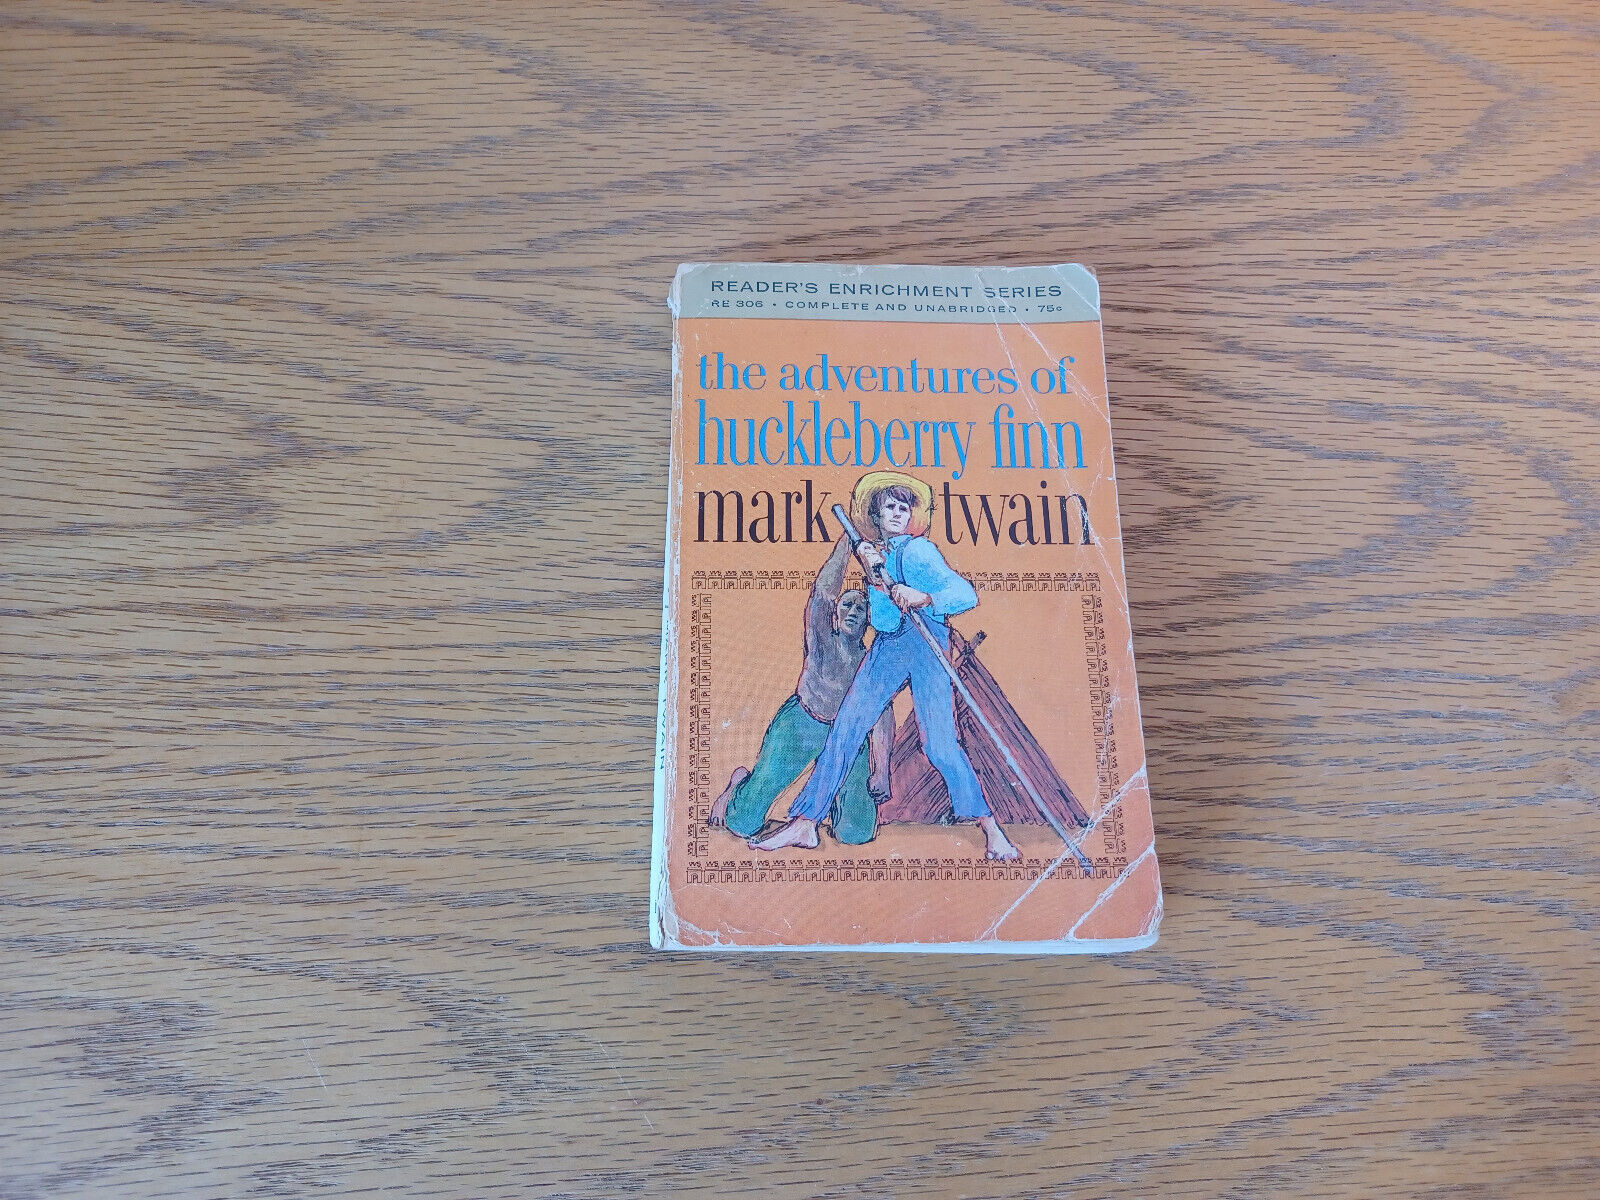 READER'S ENRICHMENT SERIES
RE 306 • COMPLETE AND UNABRIDGED • 75¢
the adventures of
huckleberry finn
mark twain